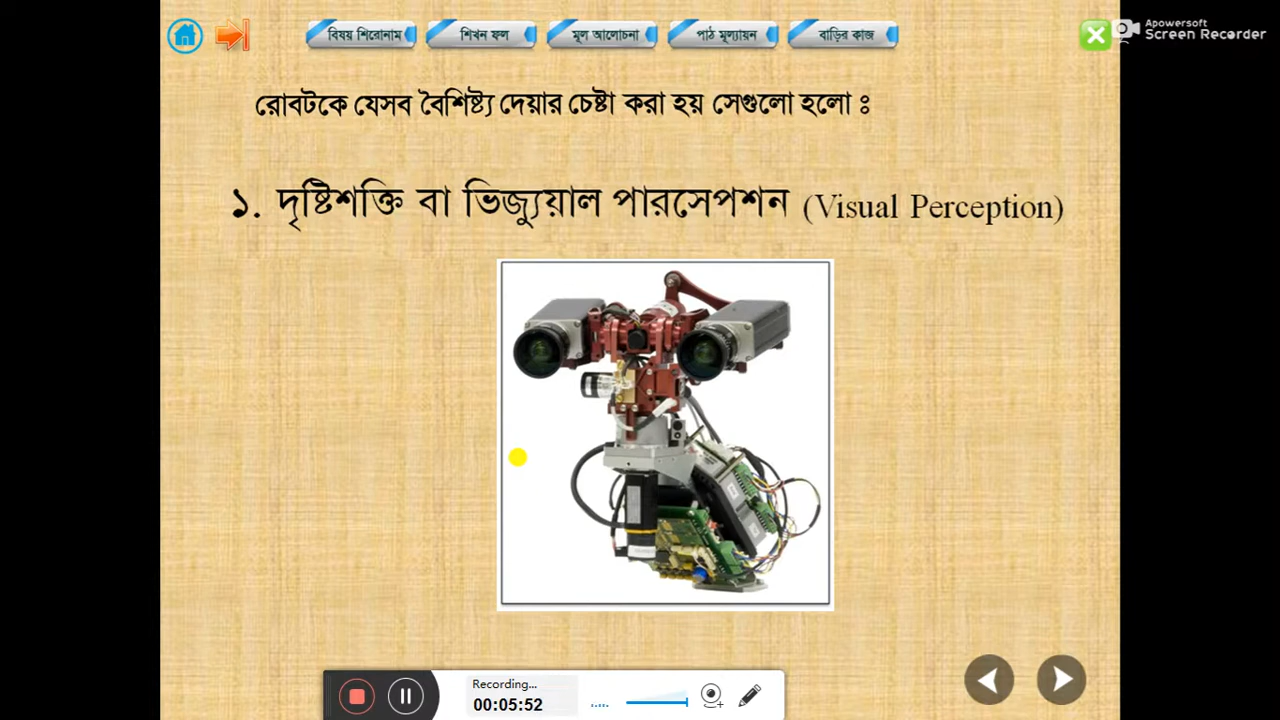 বিষয় শিরোনাম
শিখন ফল
মূল আলোচনা
পাঠ মূল্যায়ন
বাড়ির কাজ
Apowersoft
Screen Recorder
রোবটকে যেসব বৈশিষ্ট্য দেয়ার চেষ্টা করা হয় সেগুলো হলো ঃ
১. দৃষ্টিশক্তি বা ভিজ্যুয়াল পারসেপশন (Visual Perception)
Recording...
00:05:52